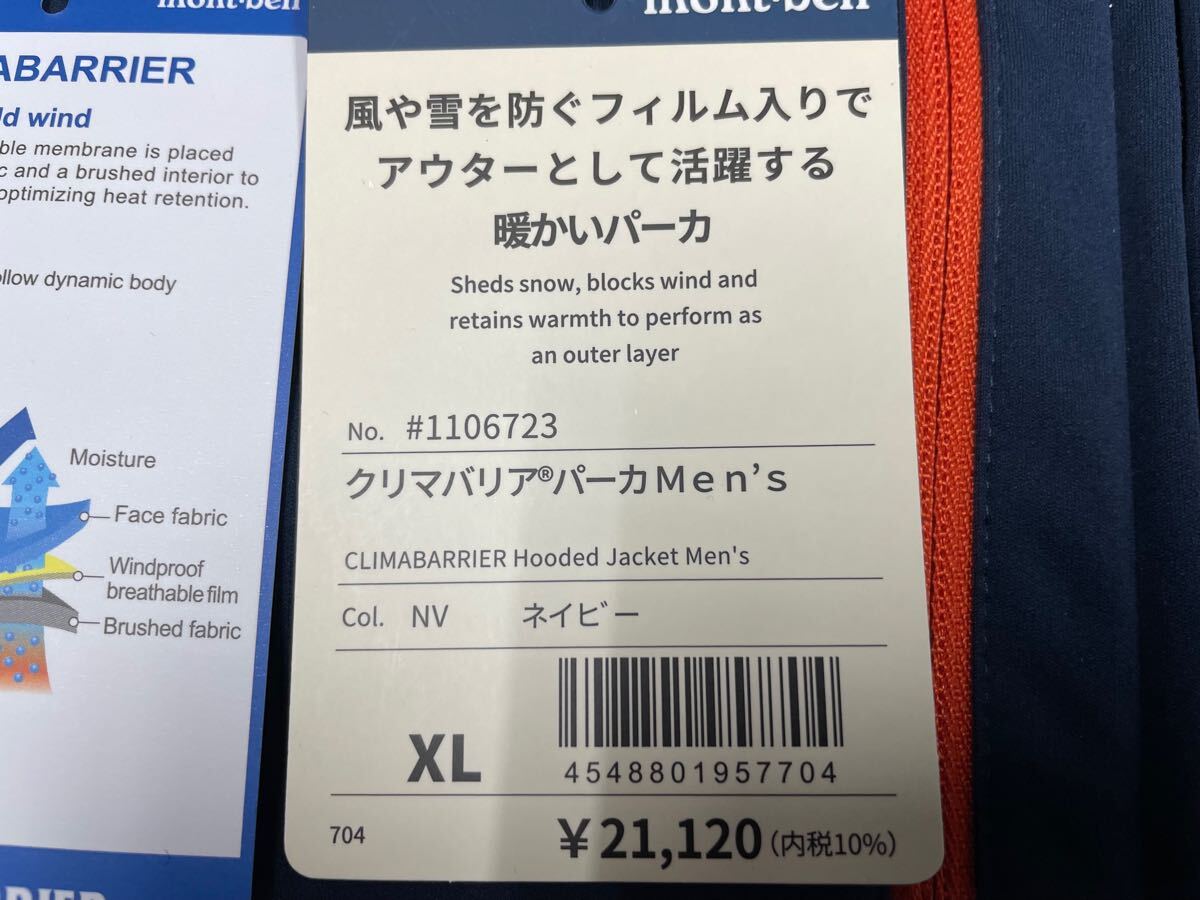 mont-bell
ABARRIER
ld wind
ble membrane is placed
c and a brushed interior to
optimizing heat retention.
ollow dynamic body
Moisture
Face fabric
Windproof
breathable film
Brushed fabric
mont-bell
風や雪を防ぐフィルム入りで
アウターとして活躍する
暖かいパーカ
Sheds snow, blocks wind and
retains warmth to perform as
an outer layer
No. #1106723
クリマバリア®パーカMen's
CLIMABARRIER Hooded Jacket Men's
Col. NV ネイビー
XL
4548801957704
704
¥21,120(内税10%)